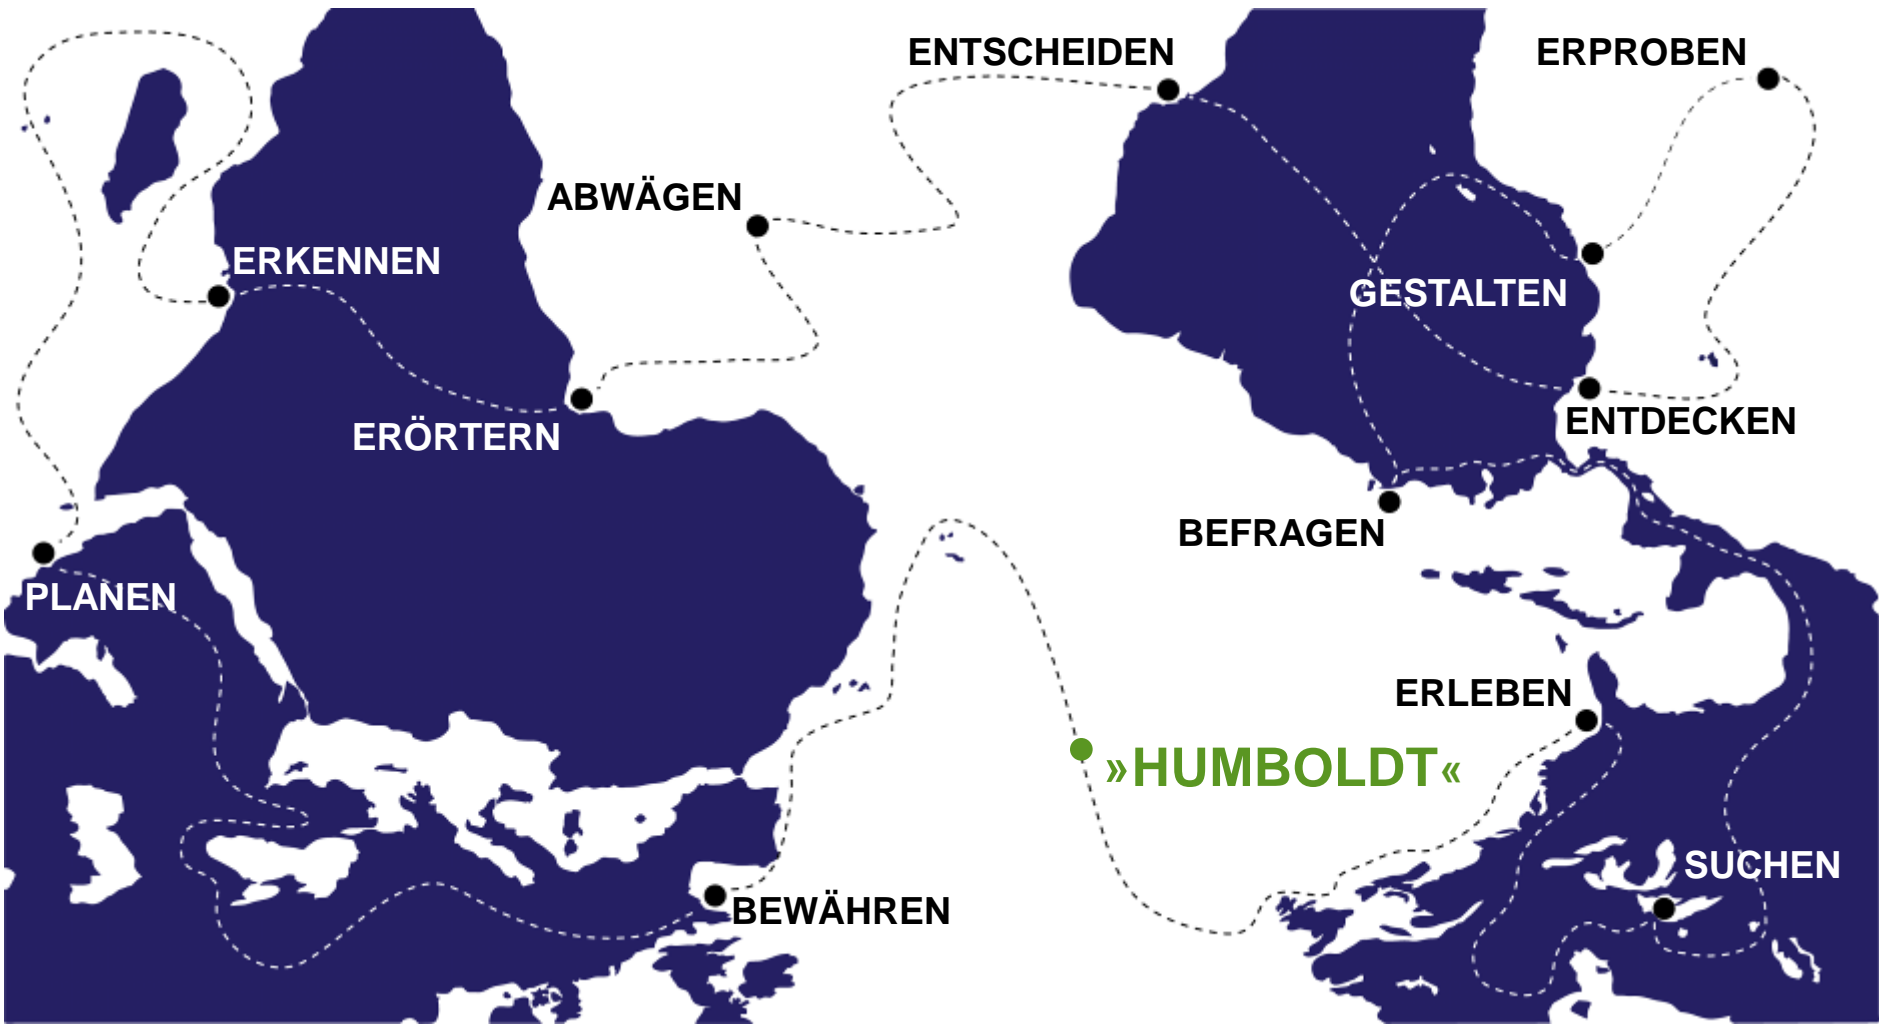 ENTSCHEIDEN
ERPROBEN
ABWÄGEN
ERKENNEN
GESTALTEN
ERÖRTERN
ENTDECKEN
BEFRAGEN
PLANEN
ERLEBEN
»HUMBOLDT«
SUCHEN
BEWÄHREN